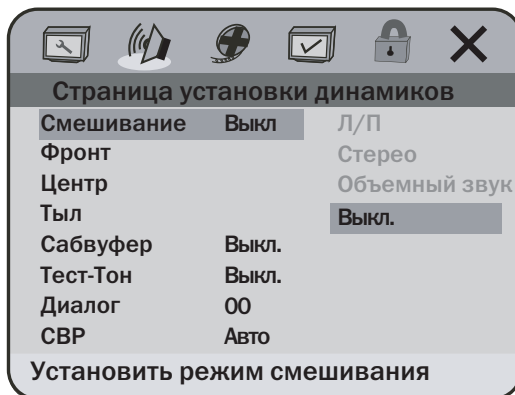 Страница установки динамиков
Смешивание Выкл Л/П
Фронт Стерео
Центр Объемный звук
Тыл Выкл.
Сабвуфер Выкл.
Тест-Тон Выкл.
Диалог 00
СВР Авто
Установить режим смешивания